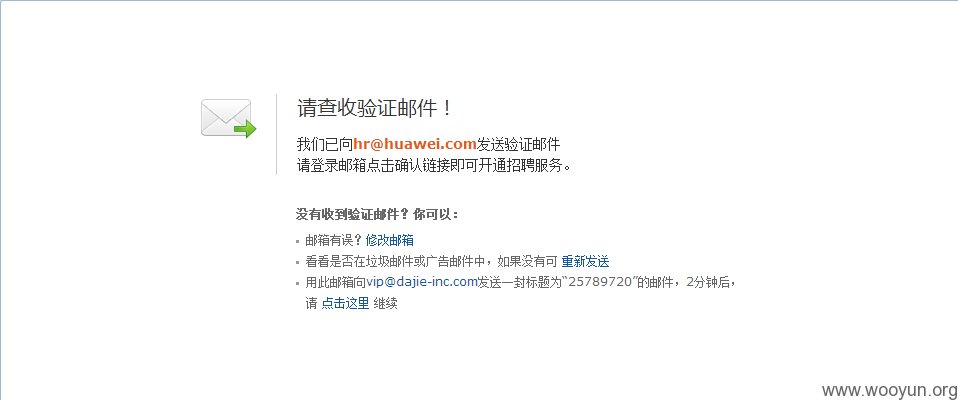 请查收验证邮件！
我们已向hr@huawei.com发送验证邮件
请登录邮箱点击确认链接即可开通招聘服务。
没有收到验证邮件？你可以：
邮箱有误？修改邮箱
看看是否在垃圾邮件或广告邮件中，如果没有可 重新发送
用此邮箱向vip@dajie-inc.com发送一封标题为“25789720”的邮件，2分钟后，
请 点击这里 继续
www.wooyun.org